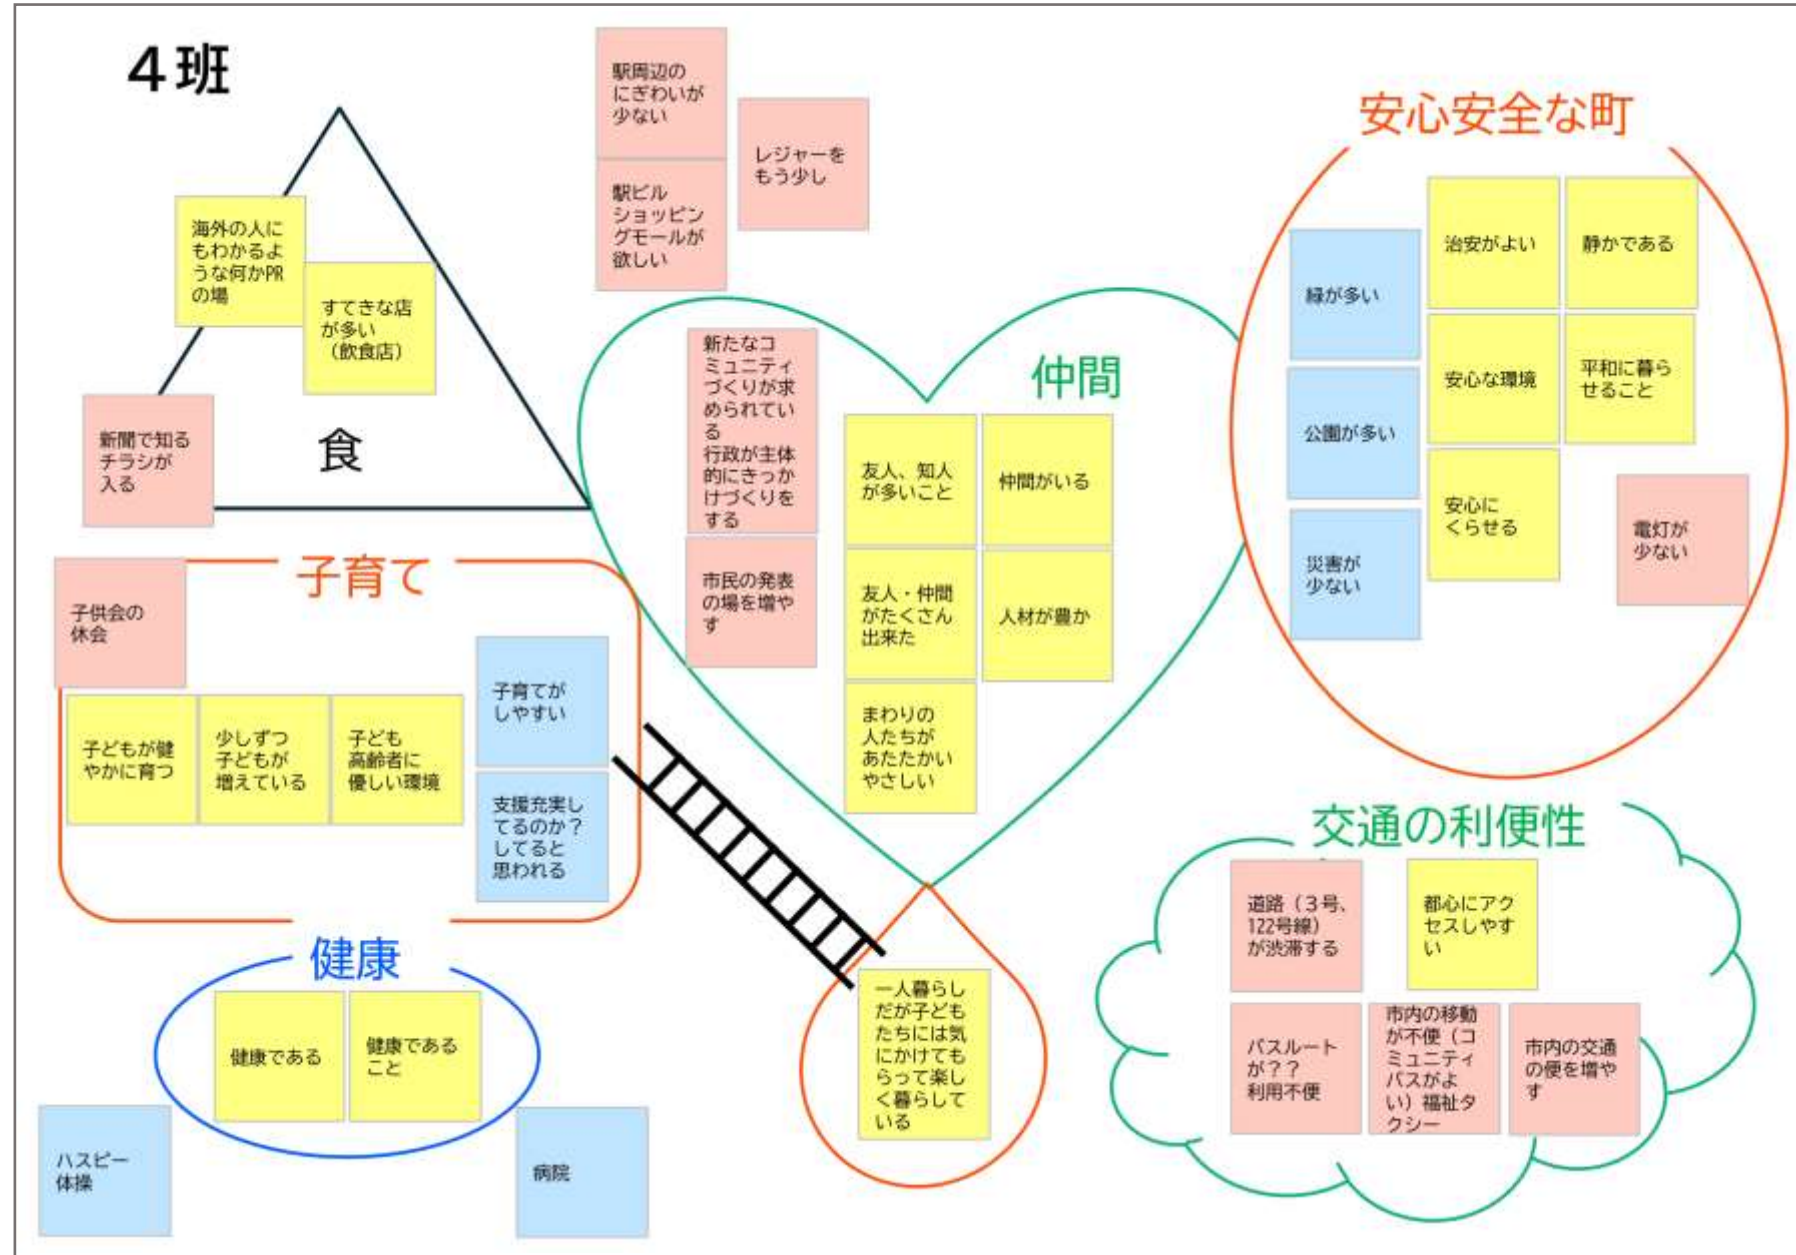 ４班
駅周辺の
にぎわいが
少ない
レジャーを
もう少し
駅ビル
ショッピン
グモールが
欲しい
海外の人に
もわかるよ
うな何かPR
の場
すてきな店
が多い
（飲食店）
新聞で知る
チラシが
入る
食
子育て
子供会の
休会
子どもが健
やかに育つ
少しずつ
子どもが
増えている
子ども
高齢者に
優しい環境
子育てが
しやすい
支援充実し
てるのか？
してると
思われる
健康
健康である
健康である
こと
ハスピー
体操
病院
仲間
新たなコ
ミュニティ
づくりが求
められてい
る
行政が主体
的にきっか
けづくりを
する
市民の発表
の場を増や
す
友人、知人
が多いこと
仲間がいる
友人・仲間
がたくさん
出来た
人材が豊か
まわりの
人たちが
あたたかい
やさしい
一人暮らし
だが子ども
たちには気
にかけても
らって楽し
く暮らして
いる
安心安全な町
緑が多い
治安がよい
静かである
公園が多い
安心な環境
平和に暮ら
せること
災害が
少ない
安心に
くらせる
電灯が
少ない
交通の利便性
道路（３号、
122号線）
が渋滞する
都心にアク
セスしやす
い
バスルート
が？？
利用不便
市内の移動
が不便（コ
ミュニティ
バスがよ
い）福祉タ
クシー
市内の交通
の便を増や
す